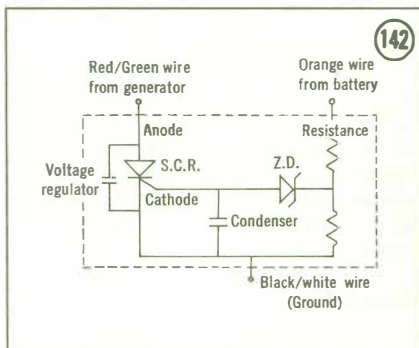 142
Red/Green wire
from generator
Orange wire
from battery
Anode
Resistance
Voltage
regulator
S.C.R.
Z.D.
Cathode
Condenser
Black/white wire
(Ground)